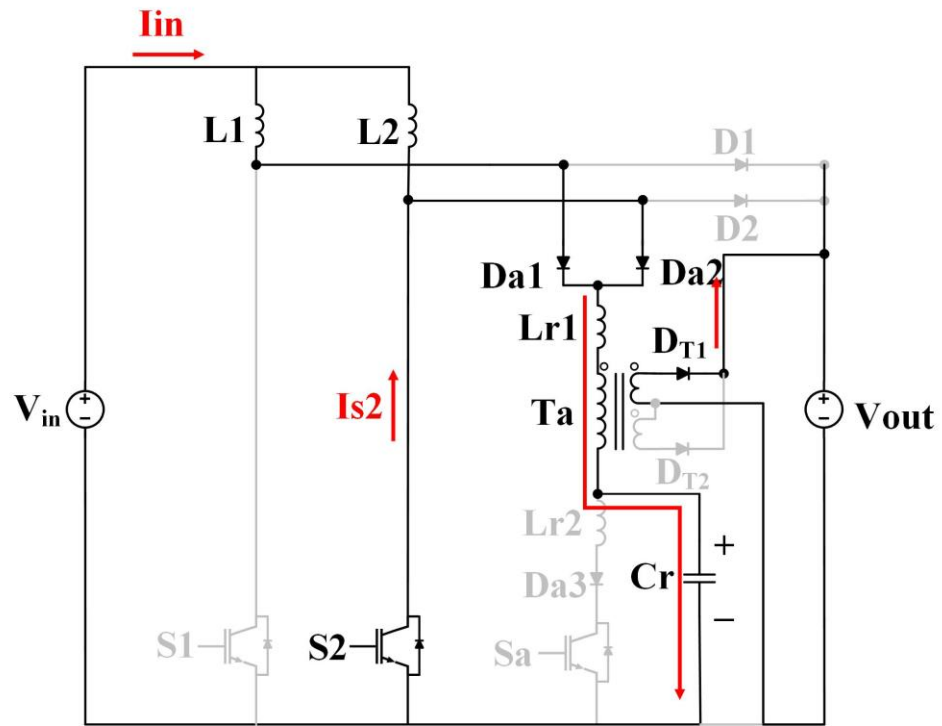 Iin
L1
L2
D1
D2
Da1
Da2
Lr1
DT1
Vin
+
−
Is2
Ta
+
−
Vout
DT2
Lr2
+
Cr
Da3
−
S1
S2
Sa